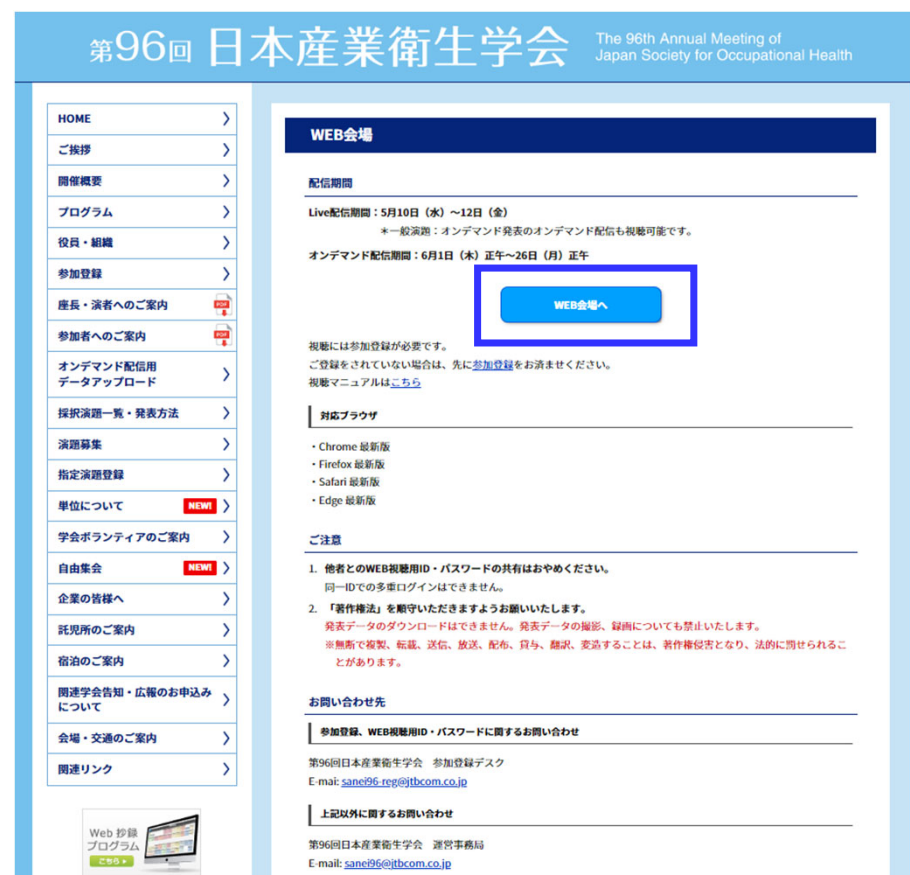 第96回 日本産業衛生学会
The 96th Annual Meeting of
Japan Society for Occupational Health
HOME
ご挨拶
開催概要
プログラム
役員・組織
参加登録
座長・演者へのご案内 PDF
参加者へのご案内 PDF
オンデマンド配信用
データアップロード
採択演題一覧・発表方法
演題募集
指定演題登録
単位について NEW!
学会ボランティアのご案内
自由集会 NEW!
企業の皆様へ
託児所のご案内
宿泊のご案内
関連学会告知・広報のお申込み
について
会場・交通のご案内
関連リンク
Web 抄録
プログラム
こちら
WEB会場
配信期間
Live配信期間：5月10日（水）～12日（金）
＊一般演題：オンデマンド発表のオンデマンド配信も視聴可能です。
オンデマンド配信期間：6月1日（木）正午～26日（月）正午
WEB会場へ
視聴には参加登録が必要です。
ご登録をされていない場合は、先に参加登録をお済ませください。
視聴マニュアルはこちら
対応ブラウザ
・Chrome 最新版
・Firefox 最新版
・Safari 最新版
・Edge 最新版
ご注意
1. 他者とのWEB視聴用ID・パスワードの共有はおやめください。
同一IDでの多重ログインはできません。
2. 「著作権法」を順守いただきますようお願いいたします。
発表データのダウンロードはできません。発表データの撮影、録画についても禁止いたします。
※無断で複製、転載、送信、放送、配布、貸与、翻訳、変造することは、著作権侵害となり、法的に罰せられるこ
とがあります。
お問い合わせ先
参加登録、WEB視聴用ID・パスワードに関するお問い合わせ
第96回日本産業衛生学会 参加登録デスク
E-mai: sanei96-reg@jtbcom.co.jp
上記以外に関するお問い合わせ
第96回日本産業衛生学会 運営事務局
E-mail: sanei96@jtbcom.co.jp